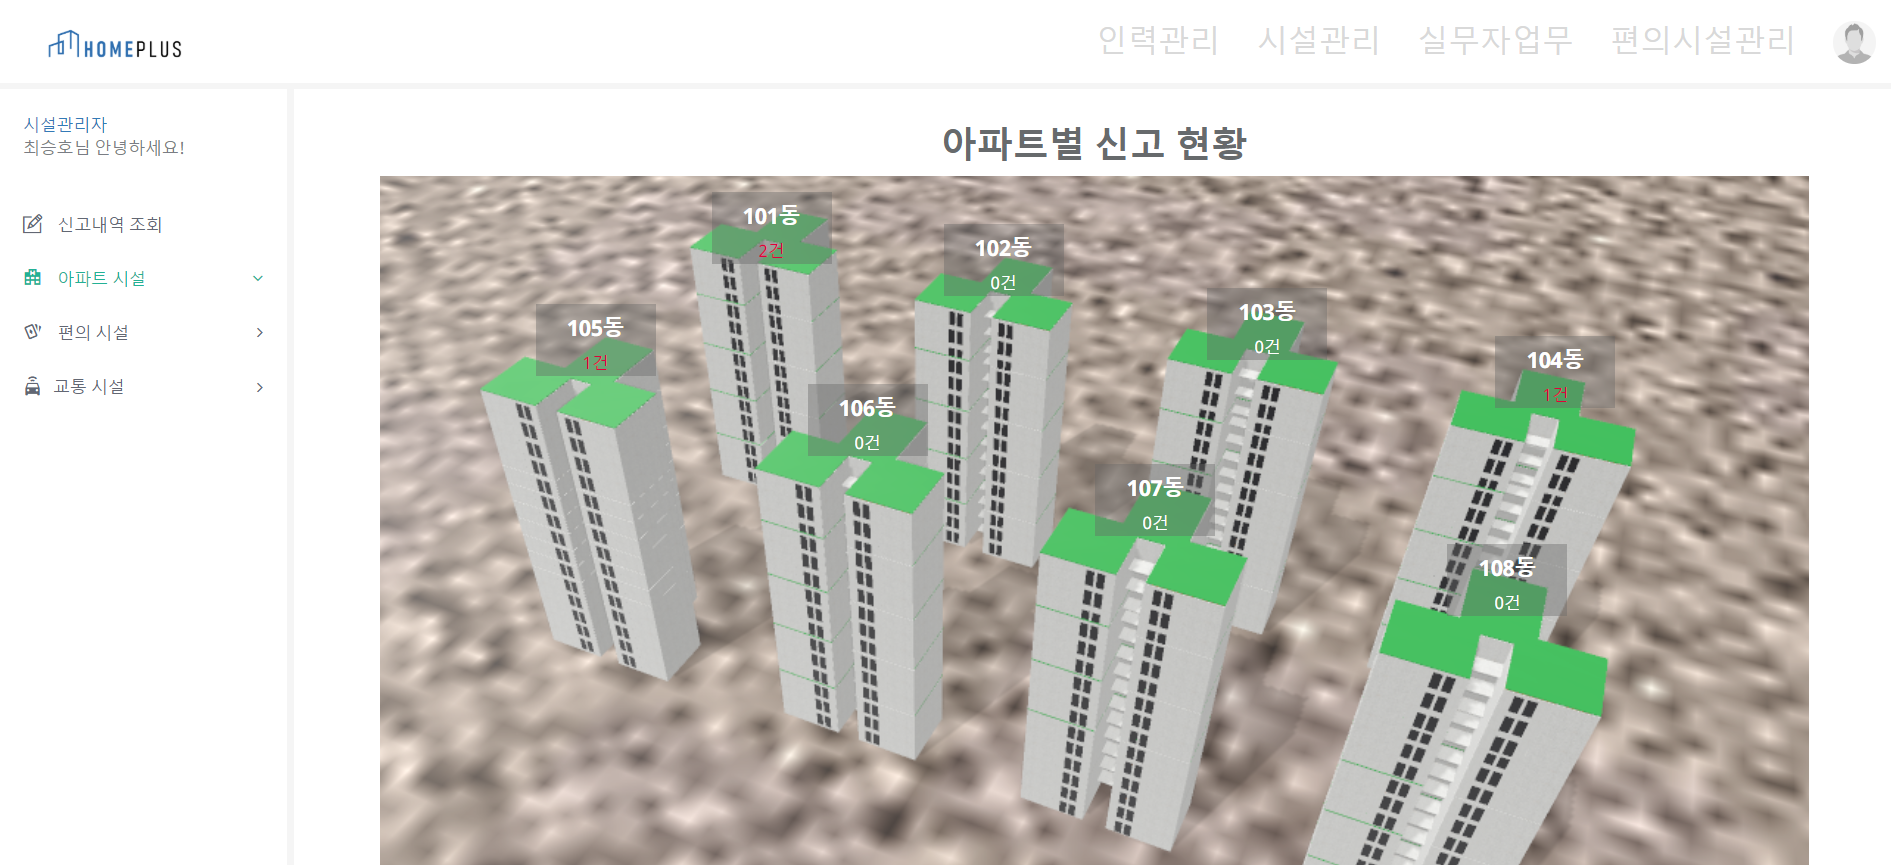 HOMEPLUS
인력관리 시설관리 실무자업무 편의시설관리
시설관리자
최승호님 안녕하세요!
신고내역 조회
아파트 시설
편의 시설
교통 시설
아파트별 신고 현황
101동
2건
102동
0건
103동
0건
104동
1건
105동
1건
106동
0건
107동
0건
108동
0건